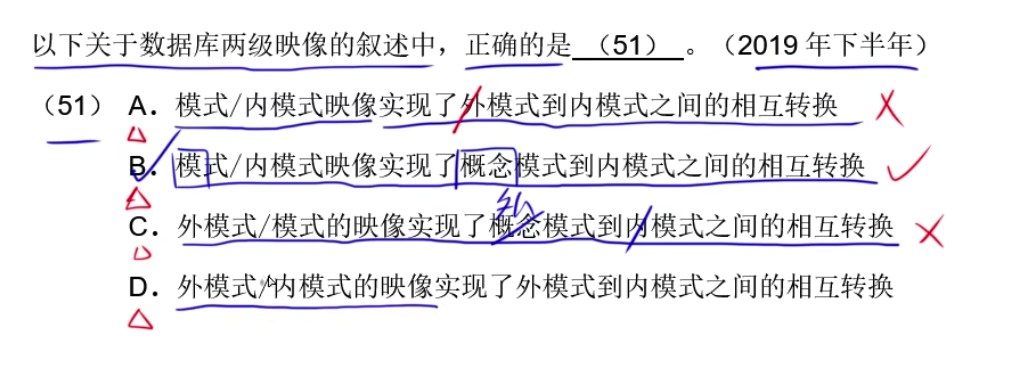 以下关于数据库两级映像的叙述中，正确的是 （51） 。（2019 年下半年）
（51） A．模式/内模式映像实现了外模式到内模式之间的相互转换
B．模式/内模式映像实现了概念模式到内模式之间的相互转换
C．外模式/模式的映像实现了概念模式到内模式之间的相互转换
D．外模式/内模式的映像实现了外模式到内模式之间的相互转换